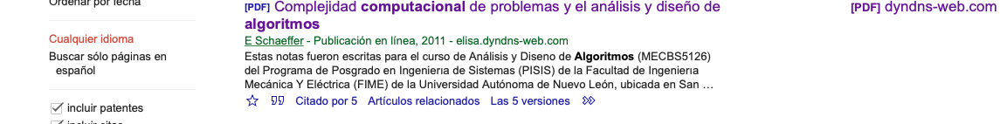 Ordenar por fecha
Cualquier idioma
Buscar sólo páginas en
español
incluir patentes
[PDF] Complejidad computacional de problemas y el análisis y diseño de
algoritmos
E Schaeffer - Publicación en línea, 2011 - elisa.dyndns-web.com
Estas notas fueron escritas para el curso de Análisis y Diseno de Algoritmos (MECBS5126)
del Programa de Posgrado en Ingenierıa de Sistemas (PISIS) de la Facultad de Ingenierıa
Mecánica Y Eléctrica (FIME) de la Universidad Autónoma de Nuevo León, ubicada en San …
Citado por 5 Artículos relacionados Las 5 versiones
[PDF] dyndns-web.com